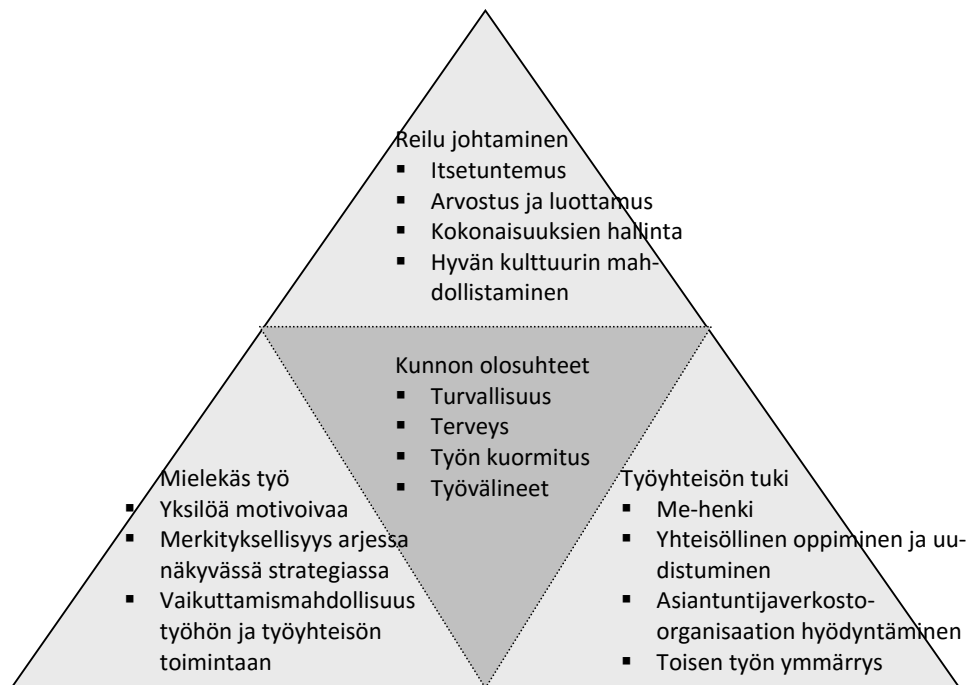 Reilu johtaminen
▪ Itsetuntemus
▪ Arvostus ja luottamus
▪ Kokonaisuuksien hallinta
▪ Hyvän kulttuurin mah-
dollistaminen
Kunnon olosuhteet
▪ Turvallisuus
▪ Terveys
▪ Työn kuormitus
▪ Työvälineet
Mielekäs työ
▪ Yksilöä motivoivaa
▪ Merkityksellisyys arjessa
näkyvässä strategiassa
▪ Vaikuttamismahdollisuus
työhön ja työyhteisön
toimintaan
Työyhteisön tuki
▪ Me-henki
▪ Yhteisöllinen oppiminen ja uu-
distuminen
▪ Asiantuntijaverkosto-
organisaation hyödyntäminen
▪ Toisen työn ymmärrys